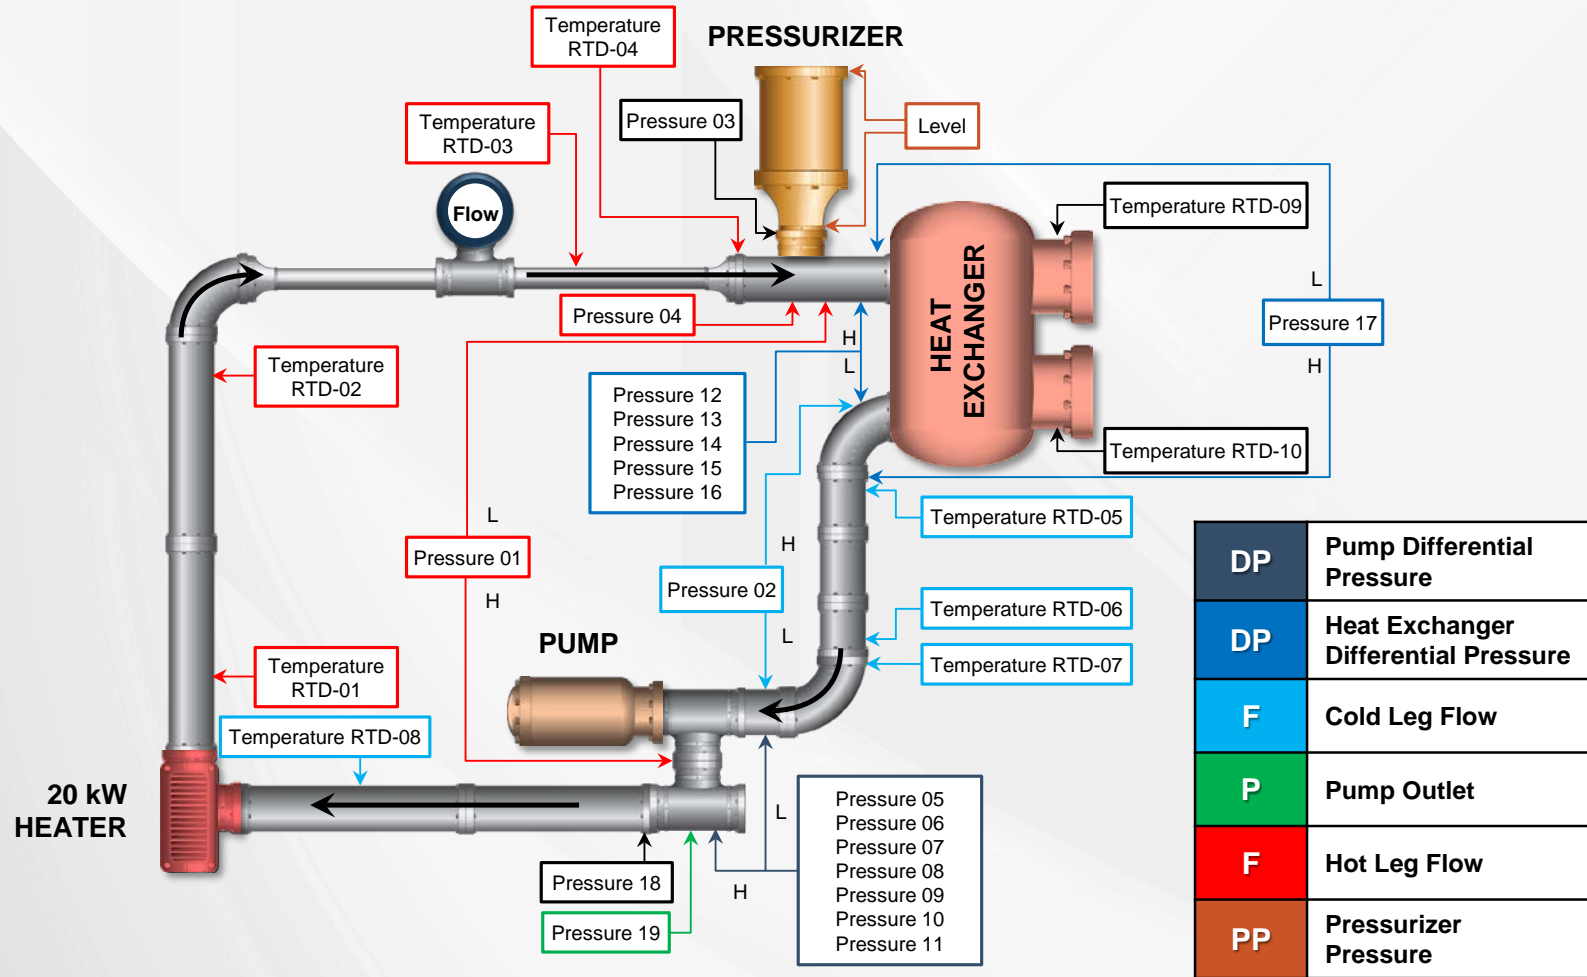 Temperature
RTD-04
PRESSURIZER
Temperature
RTD-03
Pressure 03
Level
Flow
Temperature RTD-09
L
Pressure 17
H
Pressure 04
HEAT
EXCHANGER
H
L
Temperature
RTD-02
Pressure 12
Pressure 13
Pressure 14
Pressure 15
Pressure 16
Temperature RTD-10
L
Pressure 01
H
Temperature RTD-05
H
Pressure 02
L
Temperature RTD-06
Temperature RTD-07
PUMP
Temperature
RTD-01
Temperature RTD-08
20 kW
HEATER
L
H
Pressure 05
Pressure 06
Pressure 07
Pressure 08
Pressure 09
Pressure 10
Pressure 11
Pressure 18
Pressure 19
DP
Pump Differential
Pressure
DP
Heat Exchanger
Differential Pressure
F
Cold Leg Flow
P
Pump Outlet
F
Hot Leg Flow
PP
Pressurizer
Pressure